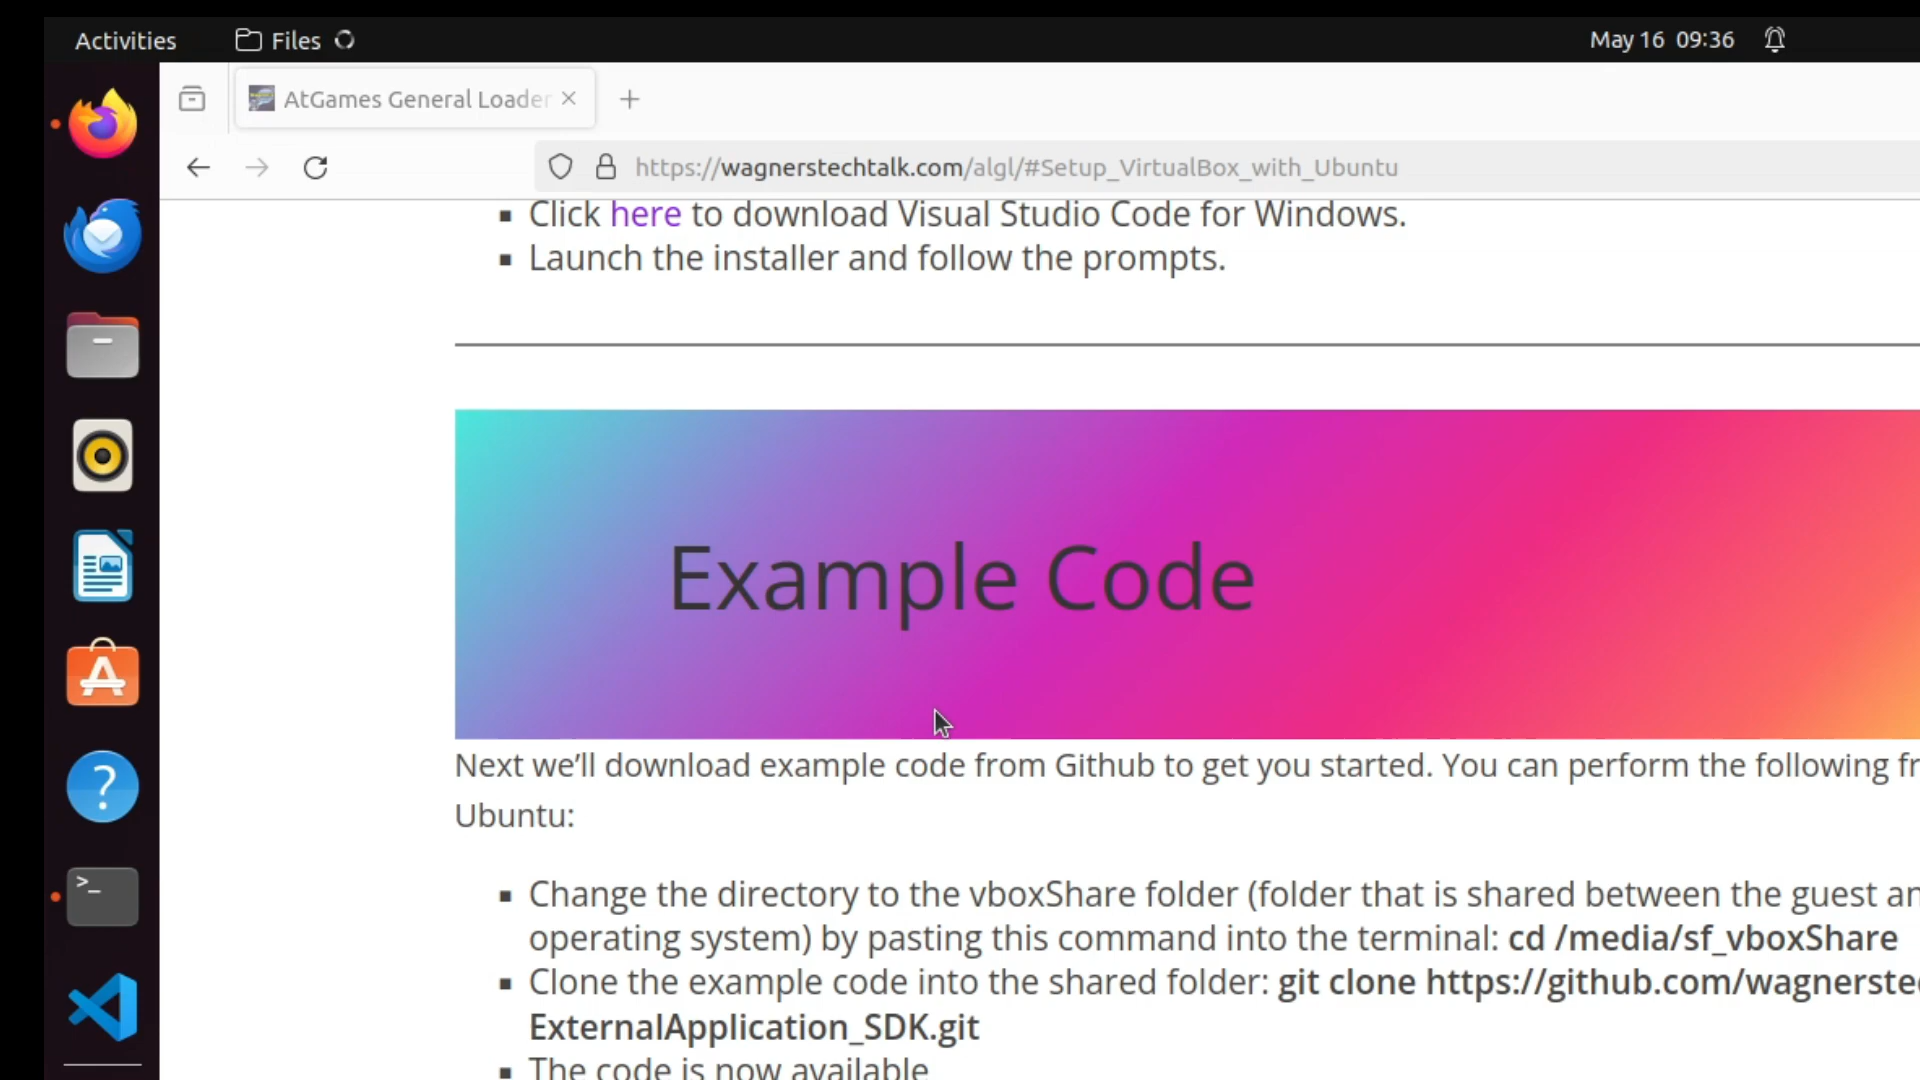 Activities Files May 16 09:36
AtGames General Loader
https://wagnerstechtalk.com/algl/#Setup_VirtualBox_with_Ubuntu
▪ Click here to download Visual Studio Code for Windows.
▪ Launch the installer and follow the prompts.
Example Code
Next we’ll download example code from Github to get you started. You can perform the following fr
Ubuntu:
▪ Change the directory to the vboxShare folder (folder that is shared between the guest an
operating system) by pasting this command into the terminal: cd /media/sf_vboxShare
▪ Clone the example code into the shared folder: git clone https://github.com/wagnerste
ExternalApplication_SDK.git
▪ The code is now available